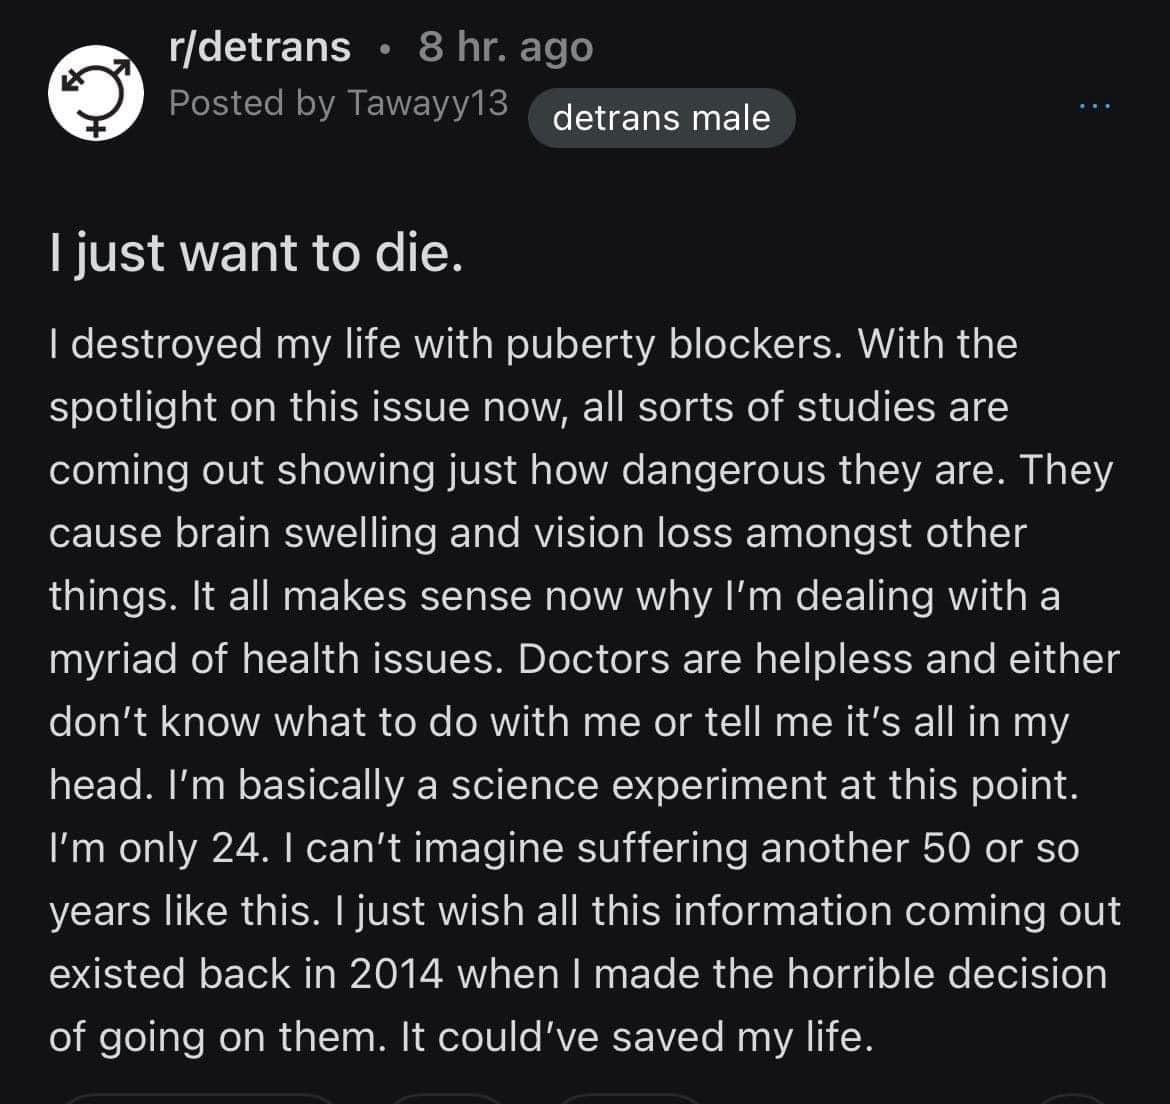 r/detrans • 8 hr. ago
Posted by Tawayy13 detrans male
I just want to die.
I destroyed my life with puberty blockers. With the
spotlight on this issue now, all sorts of studies are
coming out showing just how dangerous they are. They
cause brain swelling and vision loss amongst other
things. It all makes sense now why I’m dealing with a
myriad of health issues. Doctors are helpless and either
don’t know what to do with me or tell me it’s all in my
head. I’m basically a science experiment at this point.
I’m only 24. I can’t imagine suffering another 50 or so
years like this. I just wish all this information coming out
existed back in 2014 when I made the horrible decision
of going on them. It could’ve saved my life.